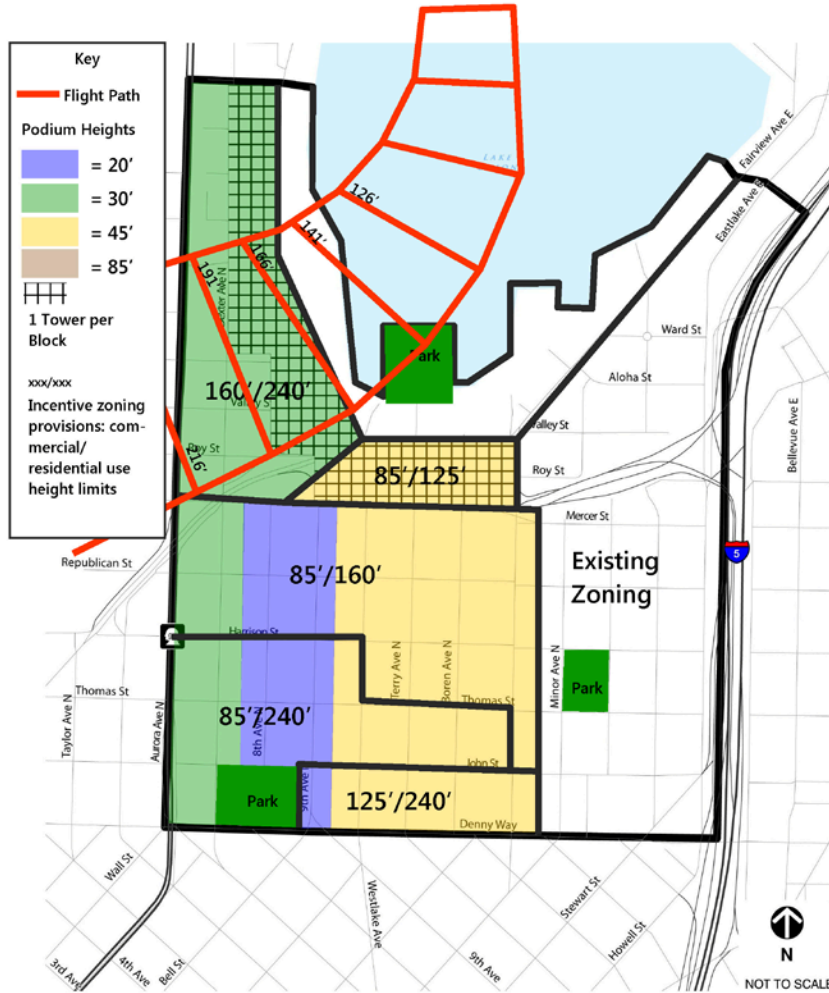 Key
Flight Path
Podium Heights
= 20'
= 30'
= 45'
= 85'
1 Tower per
Block
xxx/xxx
Incentive zoning
provisions: com-
mercial/
residential use
height limits
LAKE
126'
141'
166'
191'
216'
Fairview Ave E
Eastlake Ave E
Ward St
Aloha St
Bellevue Ave E
Park
160'/240'
Valley St
Valley St
Roy St
Roy St
85'/125'
Mercer St
Republican St
5
85'/160'
Existing
Zoning
Harrison St
Terry Ave N
Boren Ave N
Minor Ave N
Park
Thomas St
Thomas St
Taylor Ave N
Aurora Ave N
8th Ave N
85'/240'
John St
9th Ave
Park
125'/240'
Denny Way
Wall St
Westlake Ave
Stewart St
Howell St
3rd Ave
4th Ave
Bell St
9th Ave
N
NOT TO SCALE